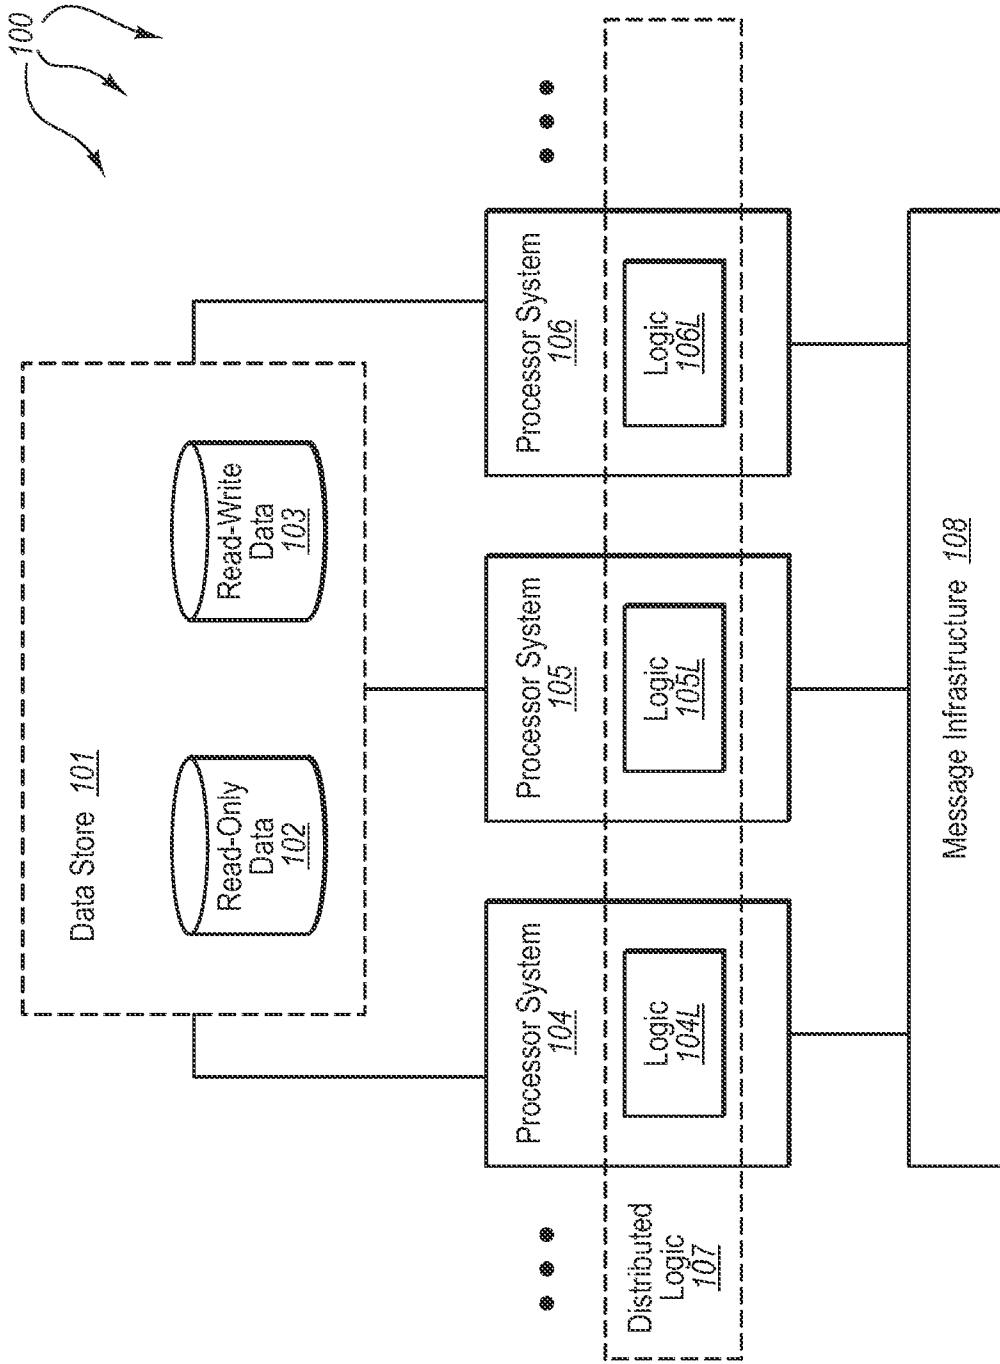 100
Data Store 101
Read-Only
Data
102
Read-Write
Data
103
Processor System
104
Logic
104L
Processor System
105
Logic
105L
Processor System
106
Logic
106L
Distributed
Logic
107
Message Infrastructure 108